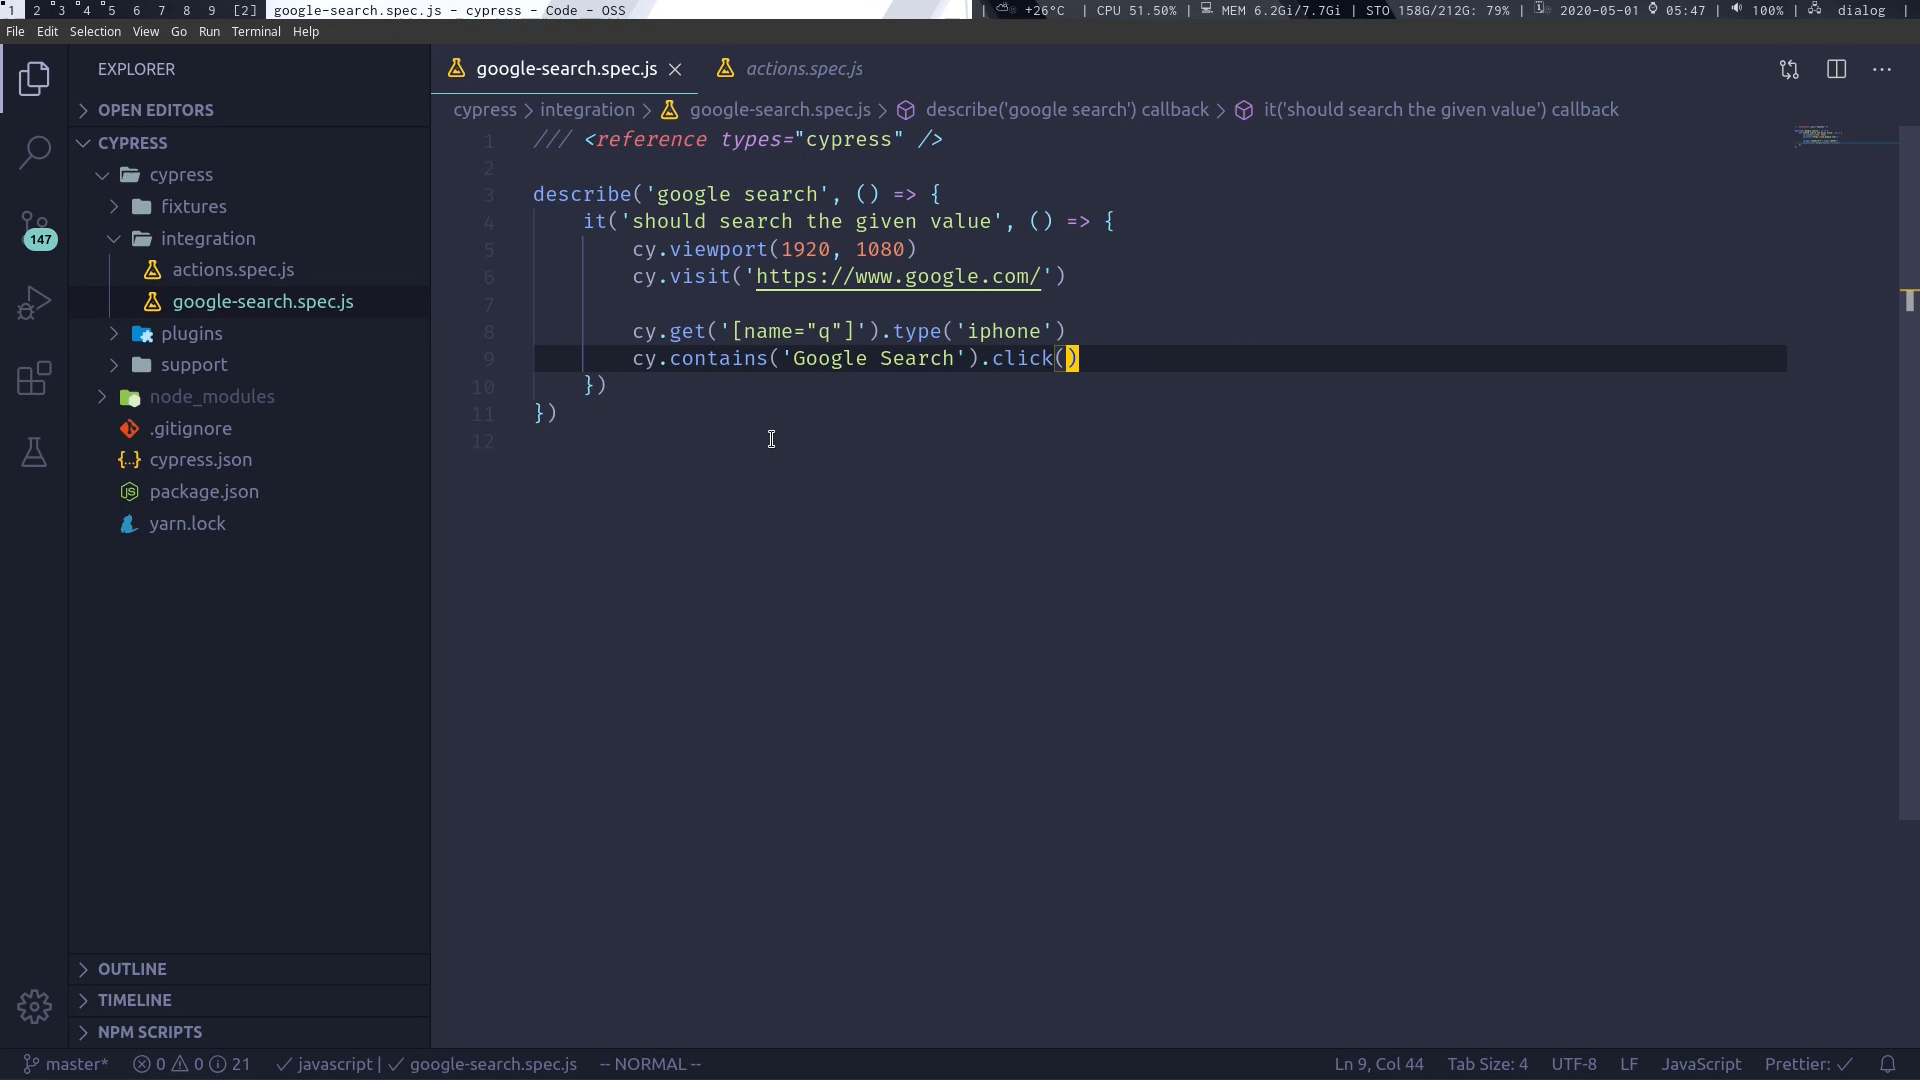 1 2 3 4 5 6 7 8 9 [2] google-search.spec.js - cypress - Code - OSS | +26°C | CPU 51.50% | MEM 6.2Gi/7.7Gi | STO 158G/212G: 79% | 2020-05-01 05:47 | 100% | dialog |
File Edit Selection View Go Run Terminal Help
EXPLORER
OPEN EDITORS
CYPRESS
cypress
fixtures
integration
actions.spec.js
google-search.spec.js
plugins
support
node_modules
.gitignore
cypress.json
package.json
yarn.lock
OUTLINE
TIMELINE
NPM SCRIPTS
147
google-search.spec.js actions.spec.js
cypress > integration > google-search.spec.js > describe('google search') callback > it('should search the given value') callback
1 /// <reference types="cypress" />
2
3 describe('google search', () => {
4 it('should search the given value', () => {
5 cy.viewport(1920, 1080)
6 cy.visit('https://www.google.com/')
7
8 cy.get('[name="q"]').type('iphone')
9 cy.contains('Google Search').click()
10 })
11 })
12
master* 0 0 21 javascript | google-search.spec.js -- NORMAL -- Ln 9, Col 44 Tab Size: 4 UTF-8 LF JavaScript Prettier: ✓